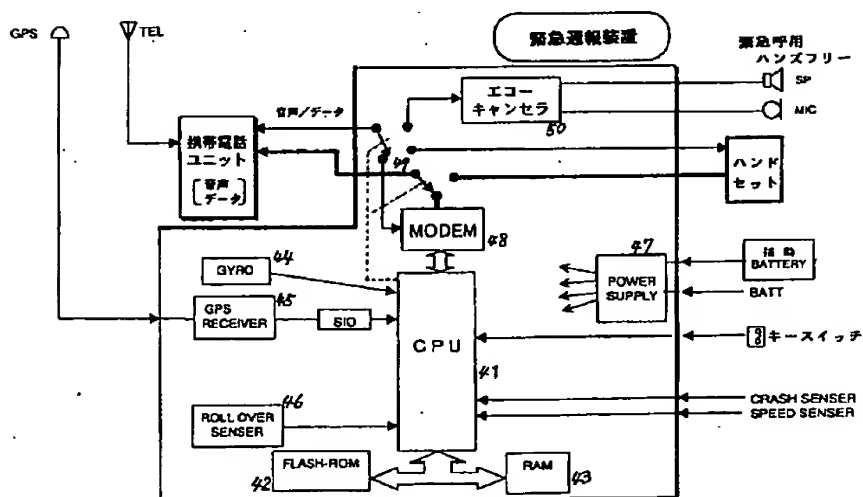 GPS
TEL
緊急通報装置
緊急呼用
ハンズフリー
SP
MIC
エコー
キャンセラ
50
音声/データ
携帯電話
ユニット
音声
データ
49
ハンド
セット
MODEM
48
44
GYRO
45
GPS
RECEIVER
SIO
CPU
41
47
POWER
SUPPLY
BATTERY
BATT
キースイッチ
46
ROLL OVER
SENSER
CRASH SENSER
SPEED SENSER
FLASH-ROM
42
RAM
43